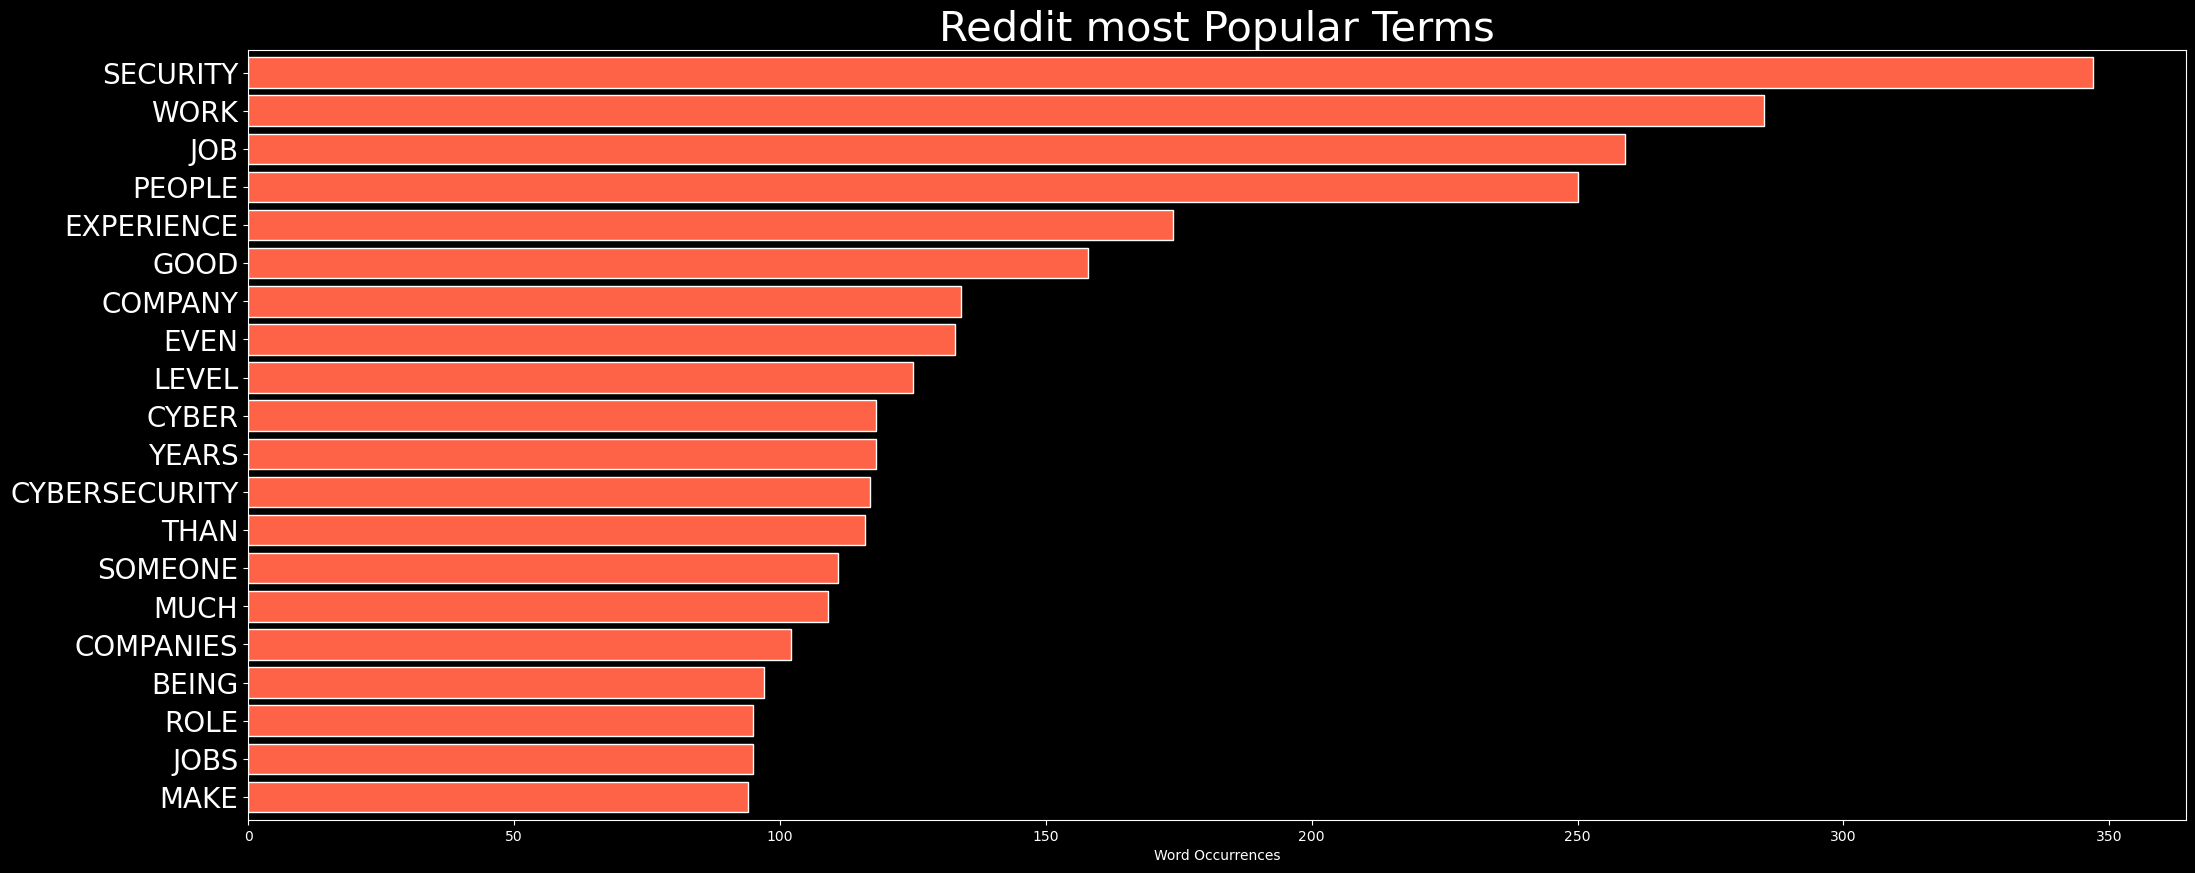 Reddit most Popular Terms
SECURITY
WORK
JOB
PEOPLE
EXPERIENCE
GOOD
COMPANY
EVEN
LEVEL
CYBER
YEARS
CYBERSECURITY
THAN
SOMEONE
MUCH
COMPANIES
BEING
ROLE
JOBS
MAKE
0 50 100 150 200 250 300 350
Word Occurrences